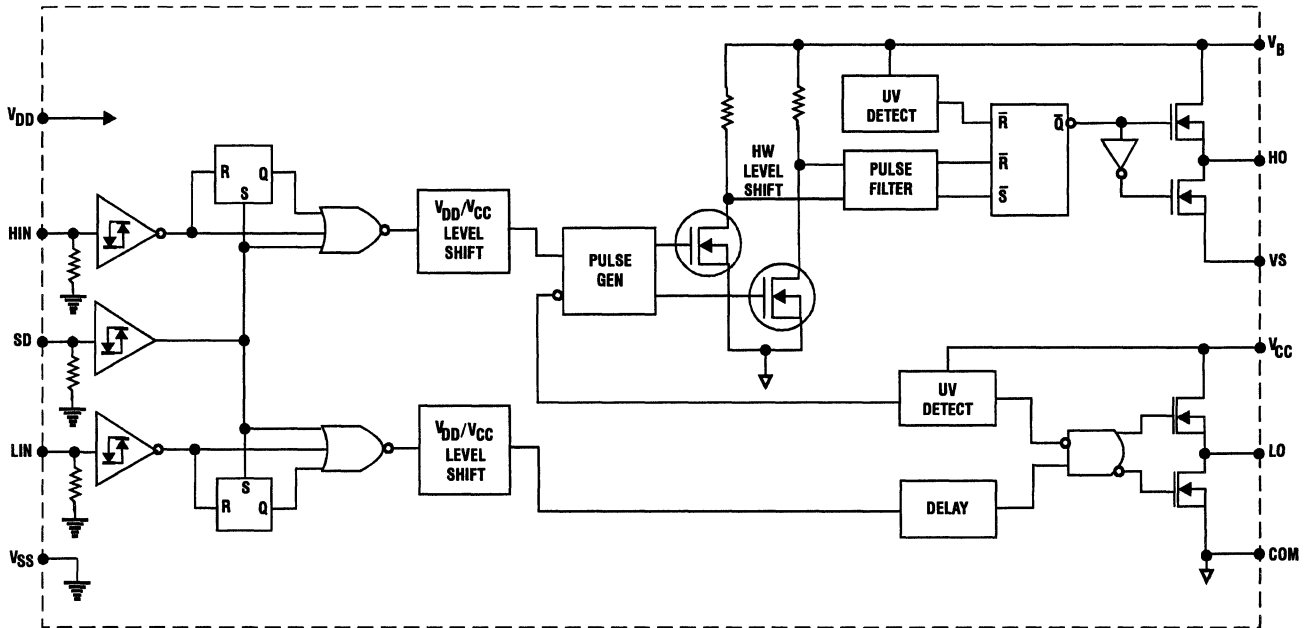 VB
UV
DETECT
R̅
Q̅
VDD
HW
LEVEL
SHIFT
PULSE
FILTER
R̅
S̅
HO
R
Q
S
VDD/VCC
LEVEL
SHIFT
HIN
PULSE
GEN
VS
SD
VCC
UV
DETECT
VDD/VCC
LEVEL
SHIFT
LIN
LO
S
R
Q
DELAY
VSS
COM